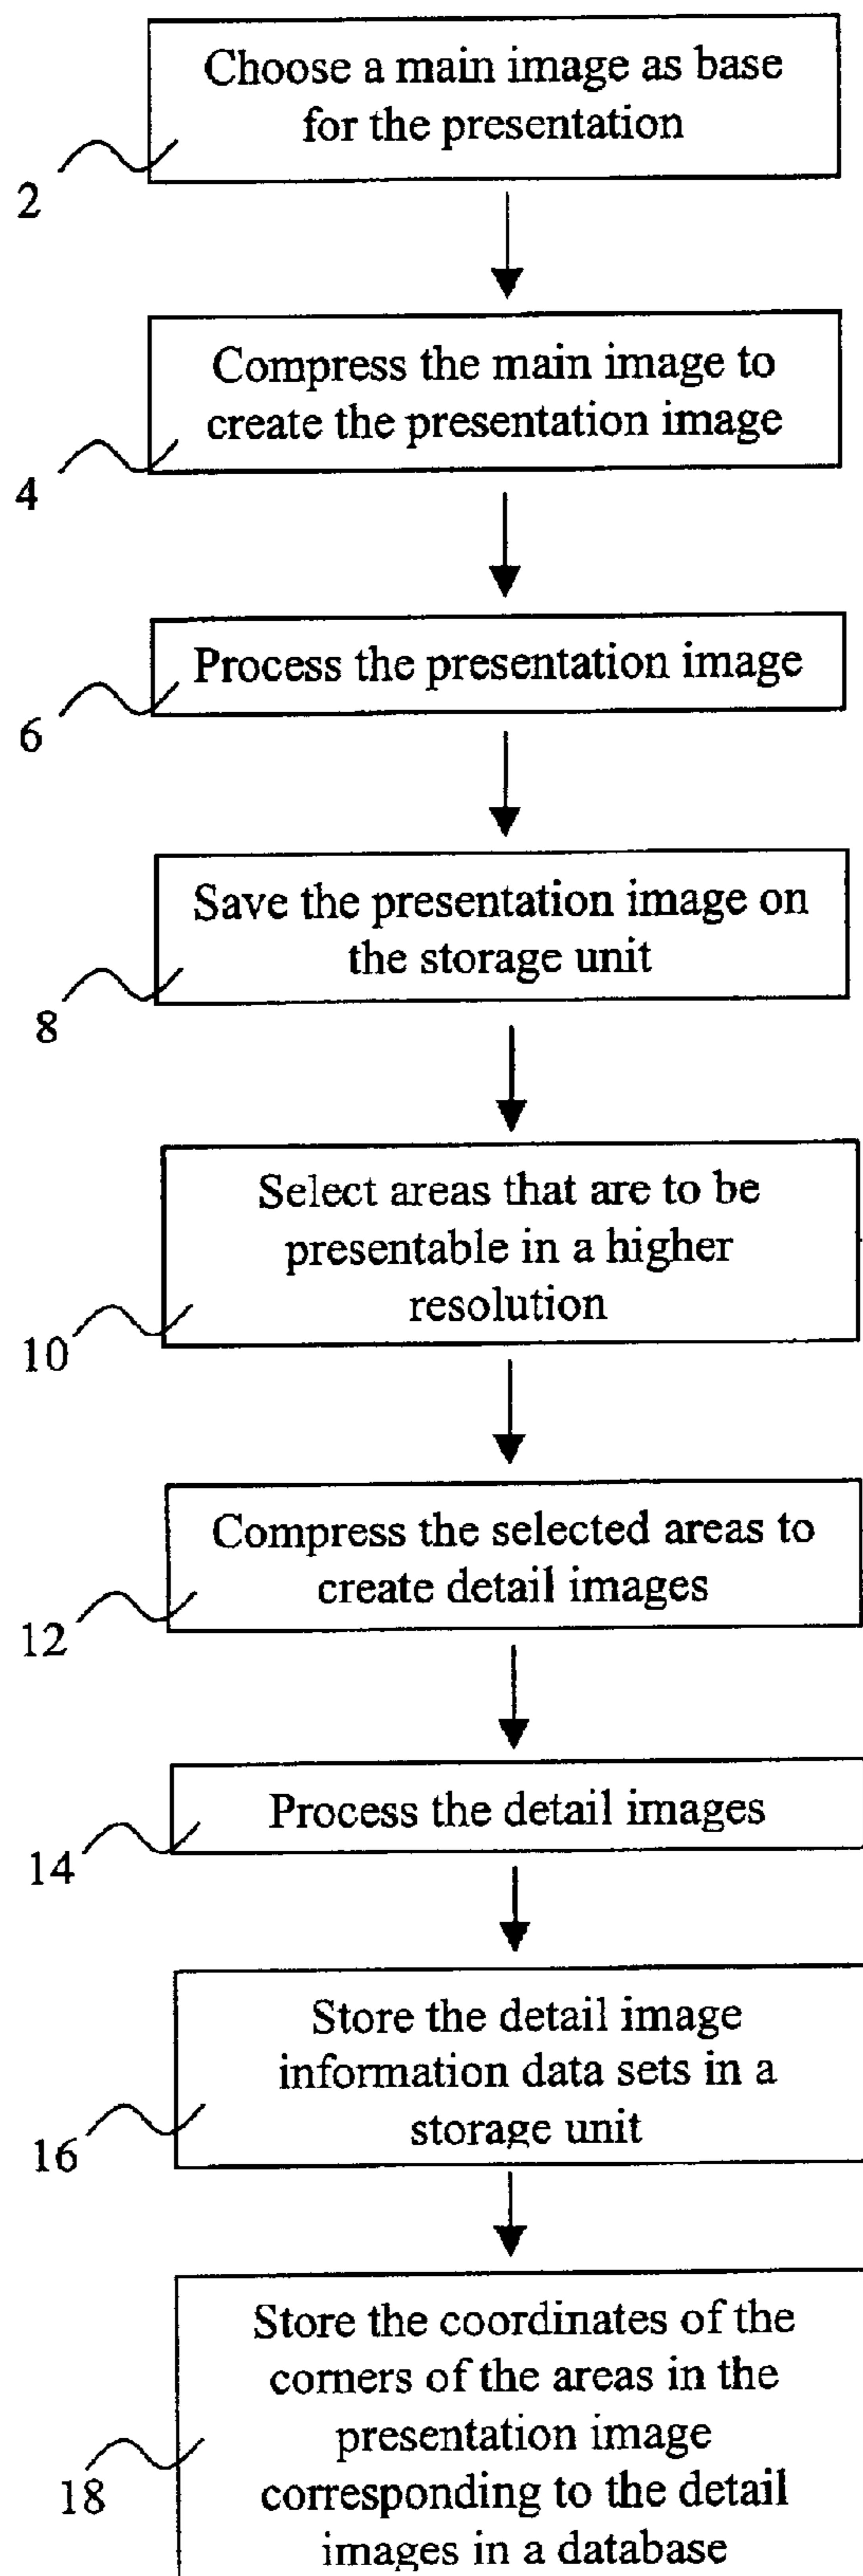 Choose a main image as base
for the presentation
2
Compress the main image to
create the presentation image
4
Process the presentation image
6
Save the presentation image on
the storage unit
8
Select areas that are to be
presentable in a higher
resolution
10
Compress the selected areas to
create detail images
12
Process the detail images
14
Store the detail image
information data sets in a
storage unit
16
Store the coordinates of the
corners of the areas in the
presentation image
corresponding to the detail
images in a database
18